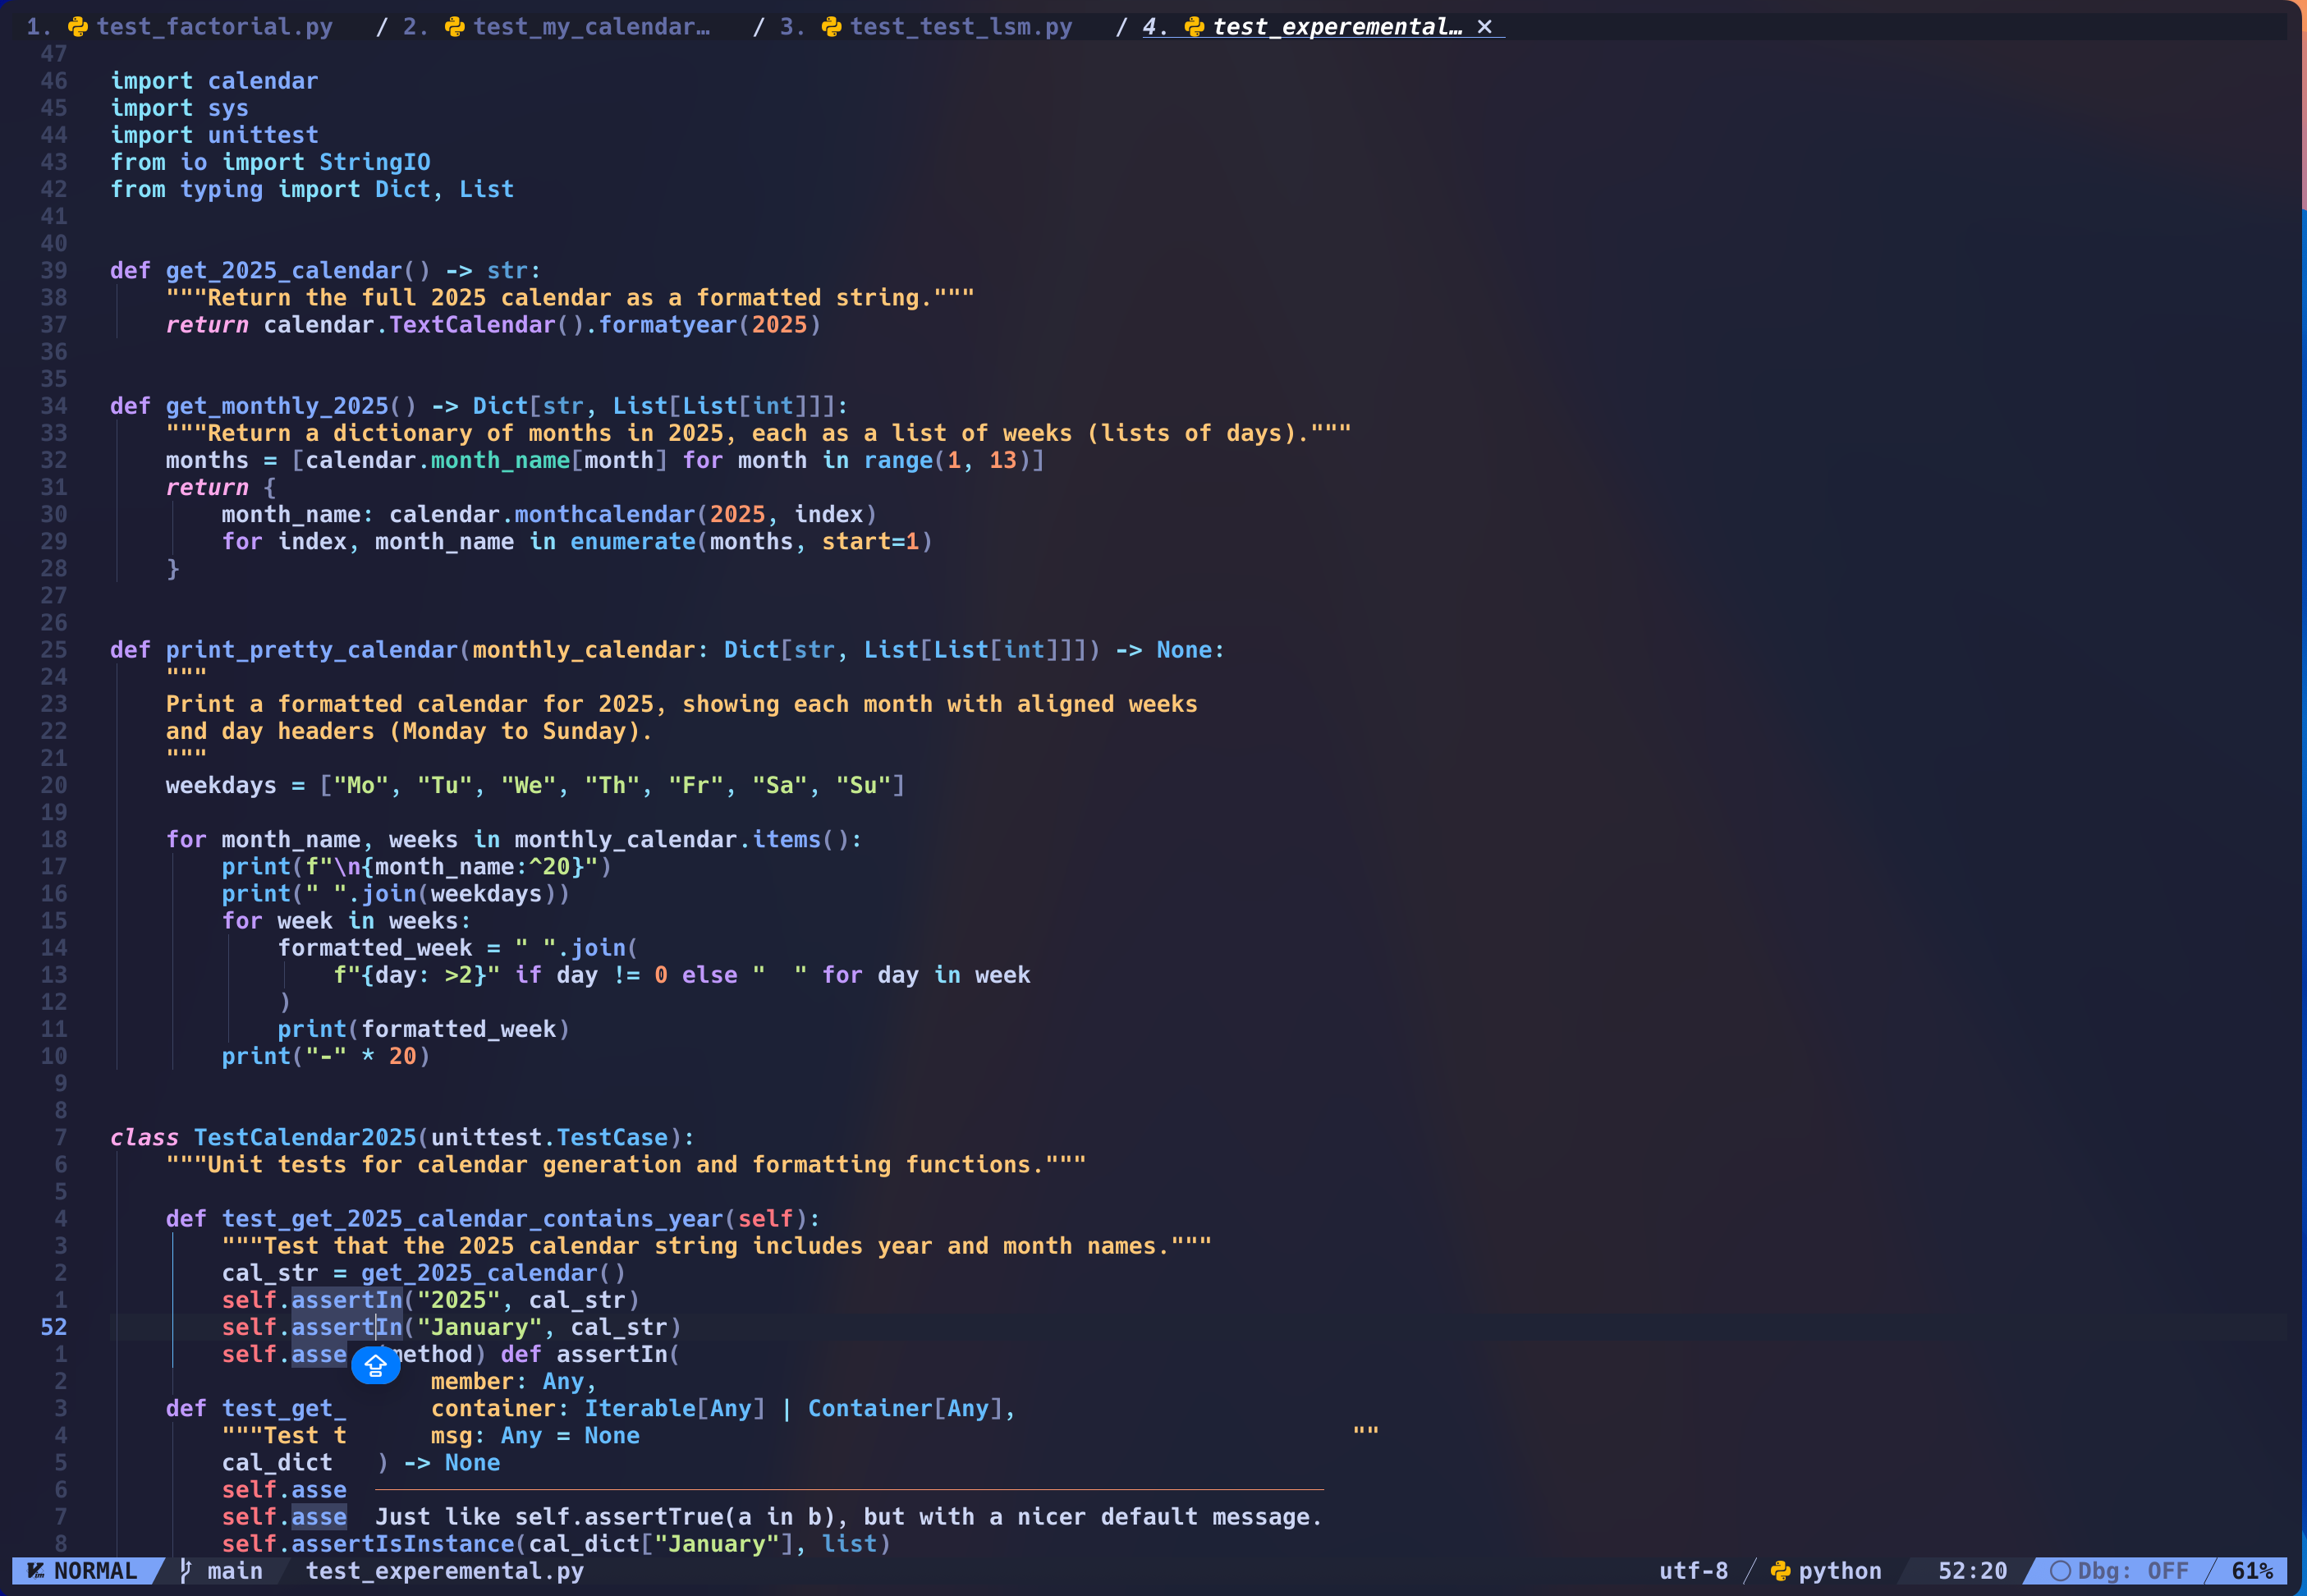 1. test_factorial.py / 2. test_my_calendar… / 3. test_test_lsm.py / 4. test_experemental… ×
47
46 import calendar
45 import sys
44 import unittest
43 from io import StringIO
42 from typing import Dict, List
41
40
39 def get_2025_calendar() -> str:
38     """Return the full 2025 calendar as a formatted string."""
37     return calendar.TextCalendar().formatyear(2025)
36
35
34 def get_monthly_2025() -> Dict[str, List[List[int]]]:
33     """Return a dictionary of months in 2025, each as a list of weeks (lists of days)."""
32     months = [calendar.month_name[month] for month in range(1, 13)]
31     return {
30         month_name: calendar.monthcalendar(2025, index)
29         for index, month_name in enumerate(months, start=1)
28     }
27
26
25 def print_pretty_calendar(monthly_calendar: Dict[str, List[List[int]]]) -> None:
24     """
23     Print a formatted calendar for 2025, showing each month with aligned weeks
22     and day headers (Monday to Sunday).
21     """
20     weekdays = ["Mo", "Tu", "We", "Th", "Fr", "Sa", "Su"]
19
18     for month_name, weeks in monthly_calendar.items():
17         print(f"\n{month_name:^20}")
16         print(" ".join(weekdays))
15         for week in weeks:
14             formatted_week = " ".join(
13                 f"{day: >2}" if day != 0 else "  " for day in week
12             )
11             print(formatted_week)
10         print("-" * 20)
9
8
7 class TestCalendar2025(unittest.TestCase):
6     """Unit tests for calendar generation and formatting functions."""
5
4     def test_get_2025_calendar_contains_year(self):
3         """Test that the 2025 calendar string includes year and month names."""
2         cal_str = get_2025_calendar()
1         self.assertIn("2025", cal_str)
52         self.assertIn("January", cal_str)
1         self.asse method) def assertIn(
2                 member: Any,
3     def test_get_      container: Iterable[Any] | Container[Any],
4         """Test t      msg: Any = None ""
5         cal_dict   ) -> None
6         self.asse
7         self.asse  Just like self.assertTrue(a in b), but with a nicer default message.
8         self.assertIsInstance(cal_dict["January"], list)
NORMAL main test_experemental.py utf-8 python 52:20 Dbg: OFF 61%